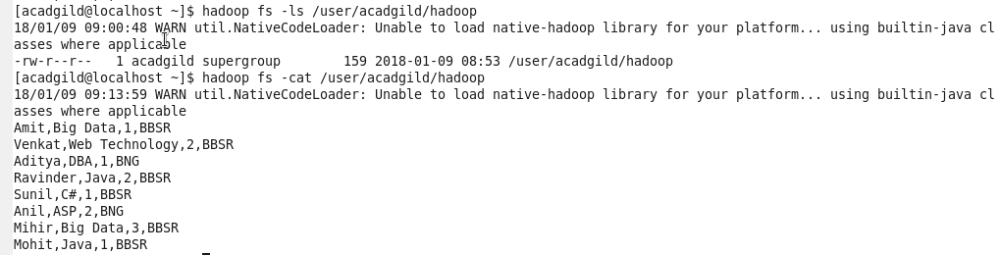 [acadgild@localhost ~]$ hadoop fs -ls /user/acadgild/hadoop
18/01/09 09:00:48 WARN util.NativeCodeLoader: Unable to load native-hadoop library for your platform... using builtin-java cl
asses where applicable
-rw-r--r--   1 acadgild supergroup        159 2018-01-09 08:53 /user/acadgild/hadoop
[acadgild@localhost ~]$ hadoop fs -cat /user/acadgild/hadoop
18/01/09 09:13:59 WARN util.NativeCodeLoader: Unable to load native-hadoop library for your platform... using builtin-java cl
asses where applicable
Amit,Big Data,1,BBSR
Venkat,Web Technology,2,BBSR
Aditya,DBA,1,BNG
Ravinder,Java,2,BBSR
Sunil,C#,1,BBSR
Anil,ASP,2,BNG
Mihir,Big Data,3,BBSR
Mohit,Java,1,BBSR